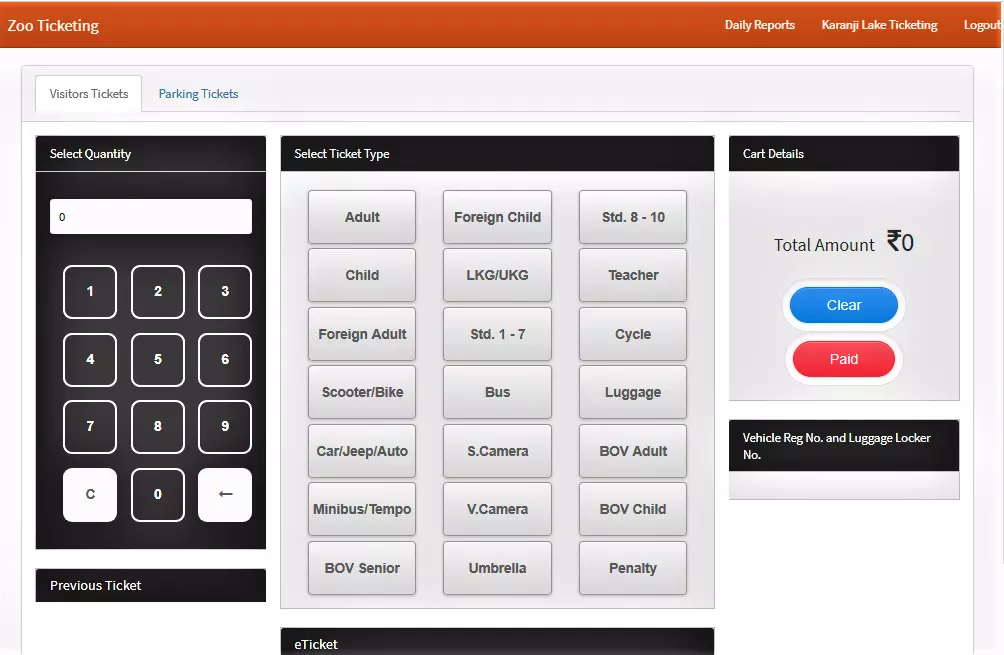 Zoo Ticketing
Daily Reports
Karanji Lake Ticketing
Logout
Visitors Tickets
Parking Tickets
Select Quantity
0
1 2 3
4 5 6
7 8 9
C 0 ←
Previous Ticket
Select Ticket Type
Adult Foreign Child Std. 8 - 10
Child LKG/UKG Teacher
Foreign Adult Std. 1 - 7 Cycle
Scooter/Bike Bus Luggage
Car/Jeep/Auto S.Camera BOV Adult
Minibus/Tempo V.Camera BOV Child
BOV Senior Umbrella Penalty
eTicket
Cart Details
Total Amount ₹0
Clear
Paid
Vehicle Reg No. and Luggage Locker
No.